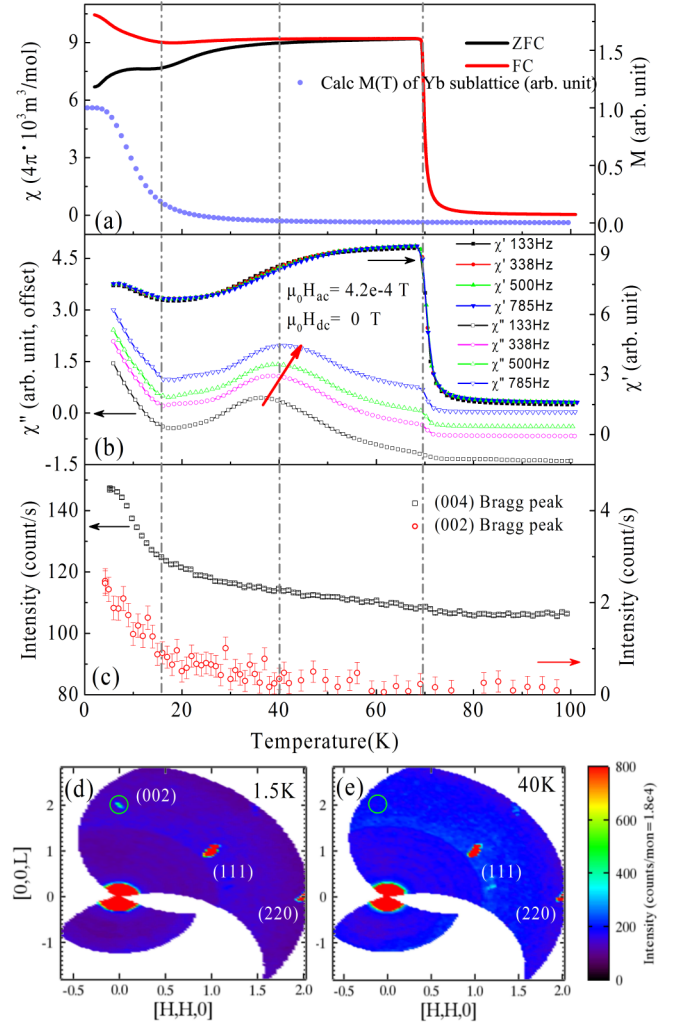 9
6
3
0
χ (4π*10³m³/mol)
ZFC
FC
Calc M(T) of Yb sublattice (arb. unit)
1.5
1.0
0.5
0.0
M (arb. unit)
(a)
4.5
3.0
1.5
0.0
-1.5
χ" (arb. unit, offset)
μ₀Hac= 4.2e-4 T
μ₀Hdc= 0 T
χ' 133Hz
χ' 338Hz
χ' 500Hz
χ' 785Hz
χ" 133Hz
χ" 338Hz
χ" 500Hz
χ" 785Hz
9
6
3
0
χ' (arb. unit)
(b)
140
120
100
80
Intensity (count/s)
(004) Bragg peak
(002) Bragg peak
4
2
0
Intensity (count/s)
(c)
0 20 40 60 80 100
Temperature(K)
(d)
1.5K
(002)
(111)
(220)
2
1
0
-1
[0,0,L]
-0.5 0.0 0.5 1.0 1.5 2.0
[H,H,0]
(e)
40K
(111)
(220)
2
1
0
-1
-0.5 0.0 0.5 1.0 1.5 2.0
[H,H,0]
800
600
400
200
0
Intensity (counts/mon=1.8e4)